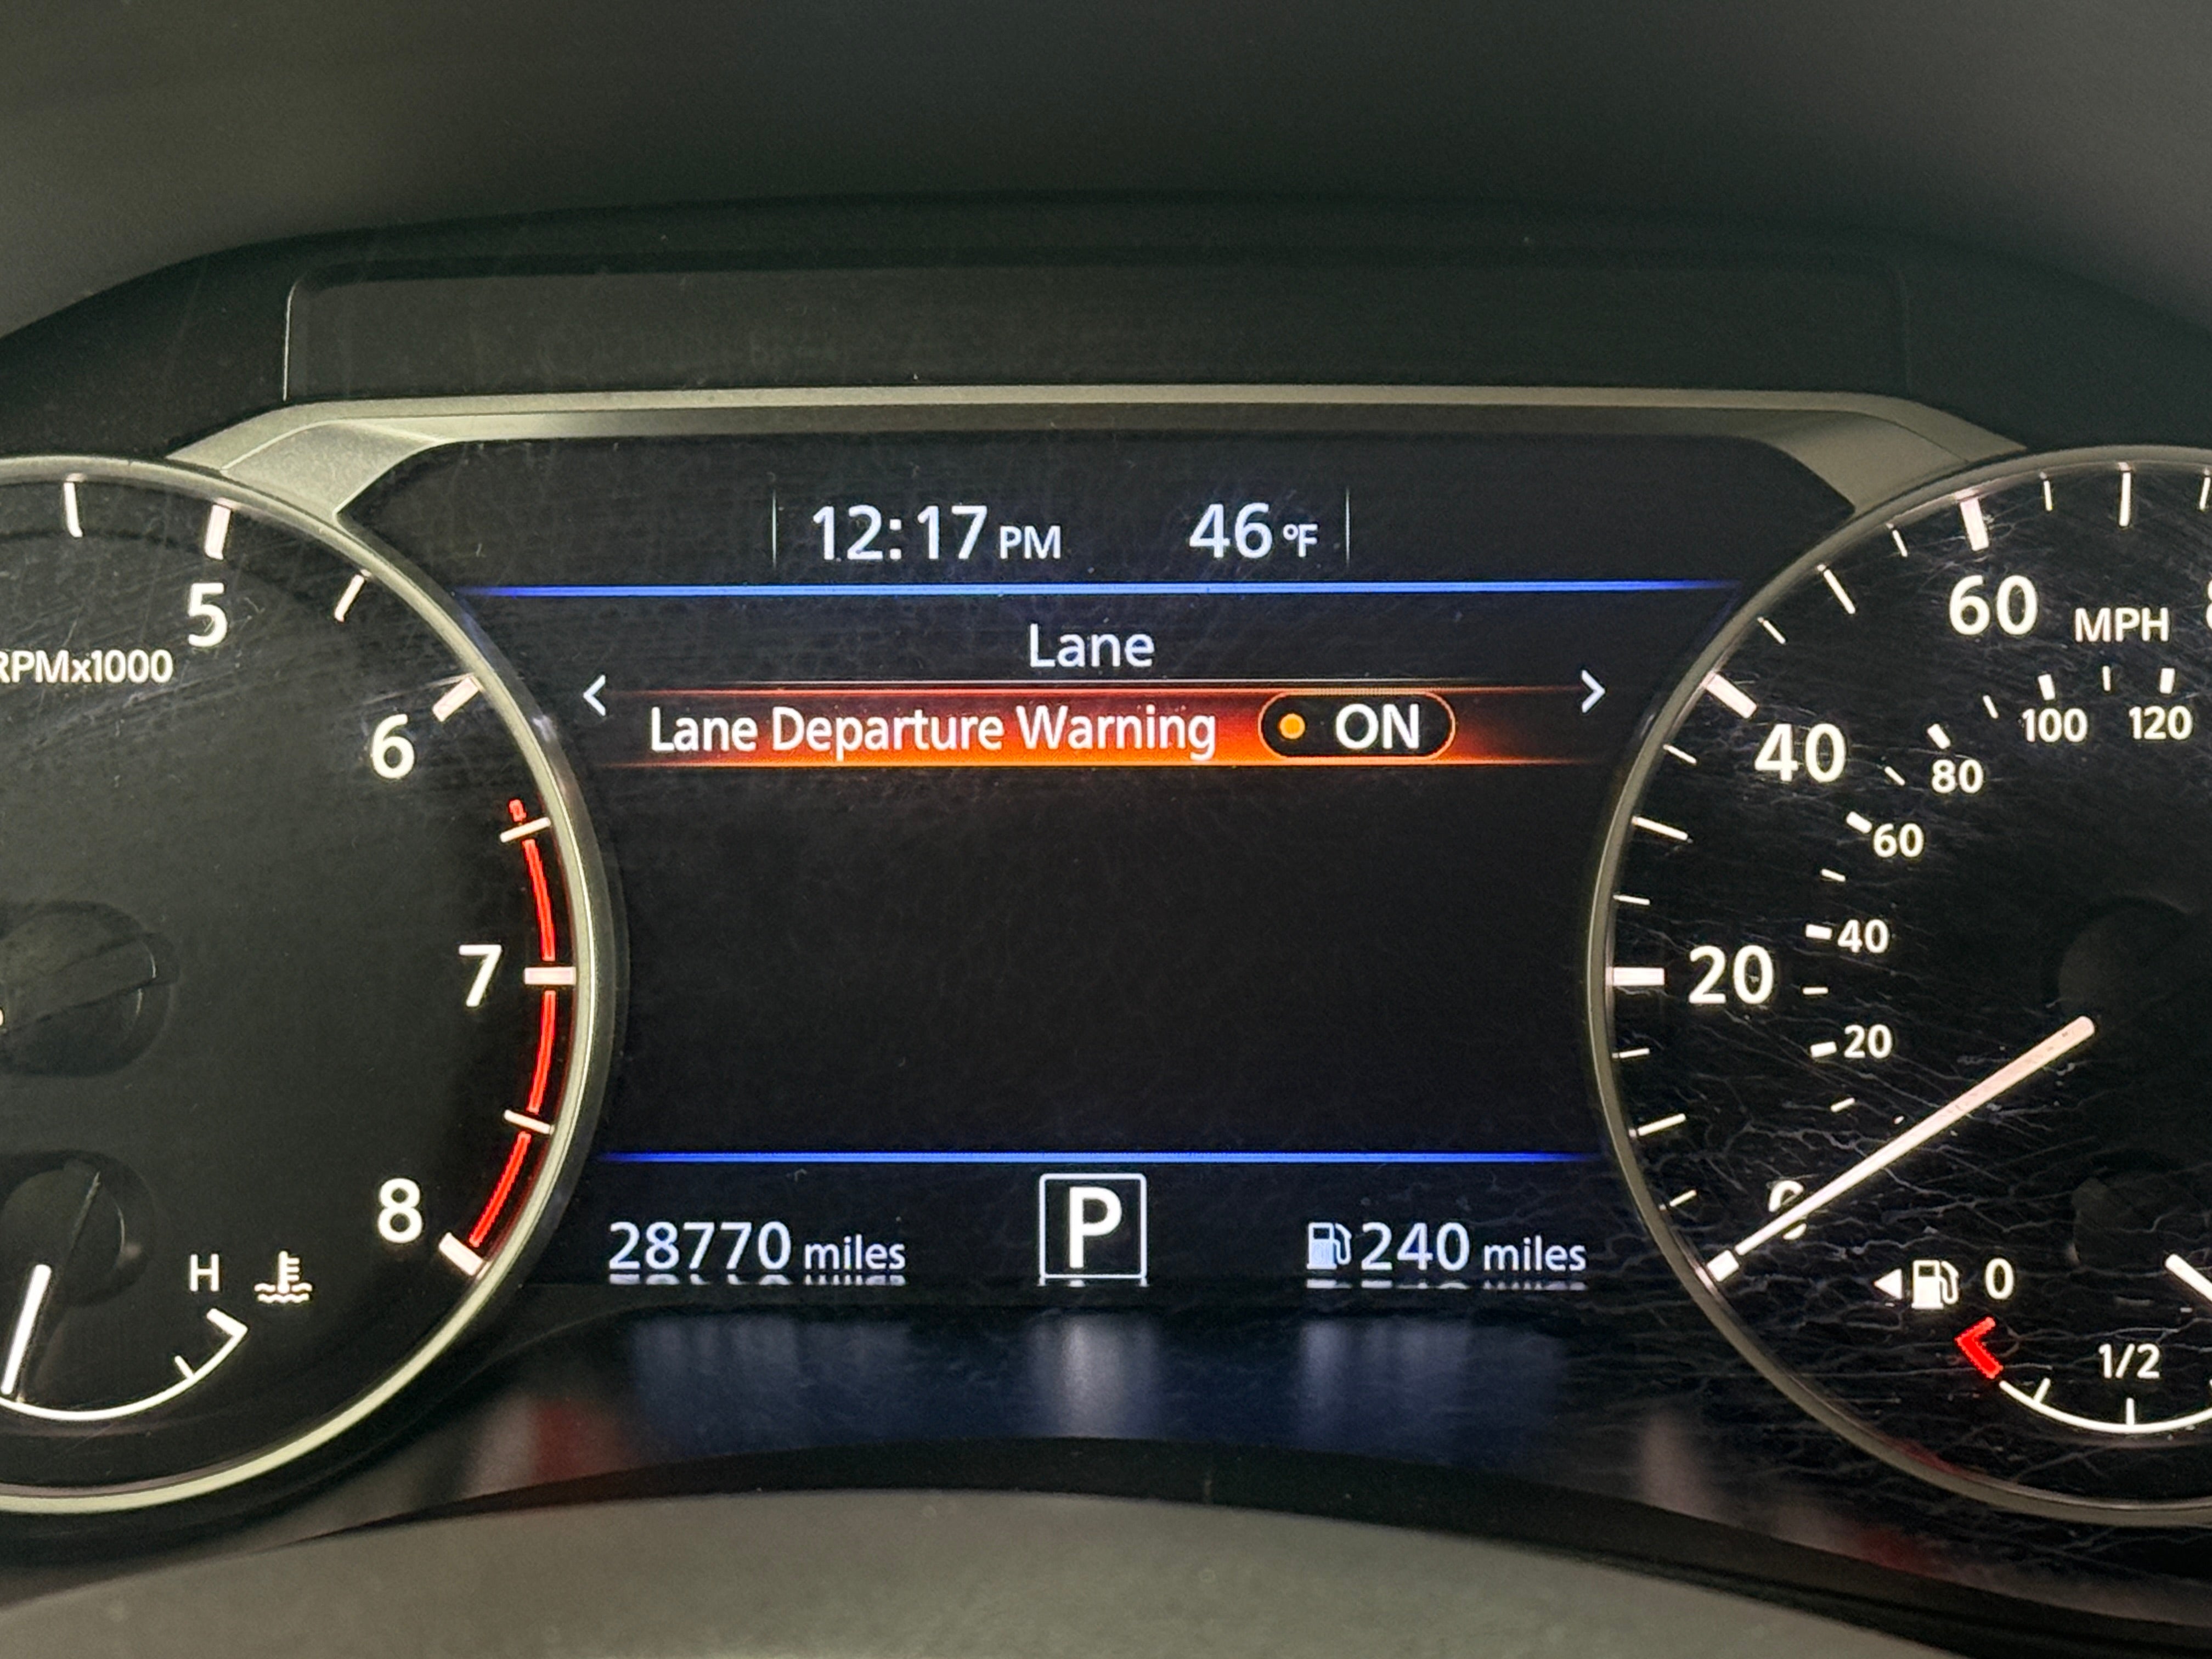 12:17 PM 46 °F
Lane
< Lane Departure Warning ON >
28770 miles P 240 miles
5
RPMx1000
6
7
8
H
60 MPH
100 120
40 80
60
40
20
20
0
0
1/2